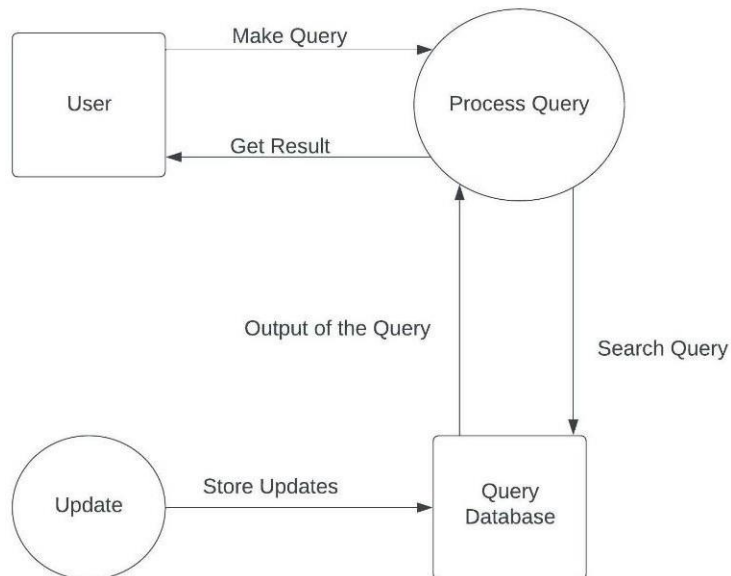 Make Query
User
Process Query
Get Result
Output of the Query
Search Query
Update
Store Updates
Query
Database